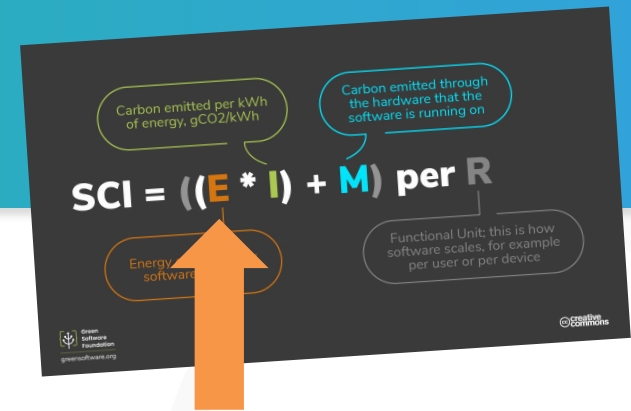 Carbon emitted per kWh
of energy, gCO2/kWh
Carbon emitted through
the hardware that the
software is running on
SCI = ((E * I) + M) per R
Energy
software
Functional Unit; this is how
software scales, for example
per user or per device
Green
Software
Foundation
greensoftware.org
cc creative
commons